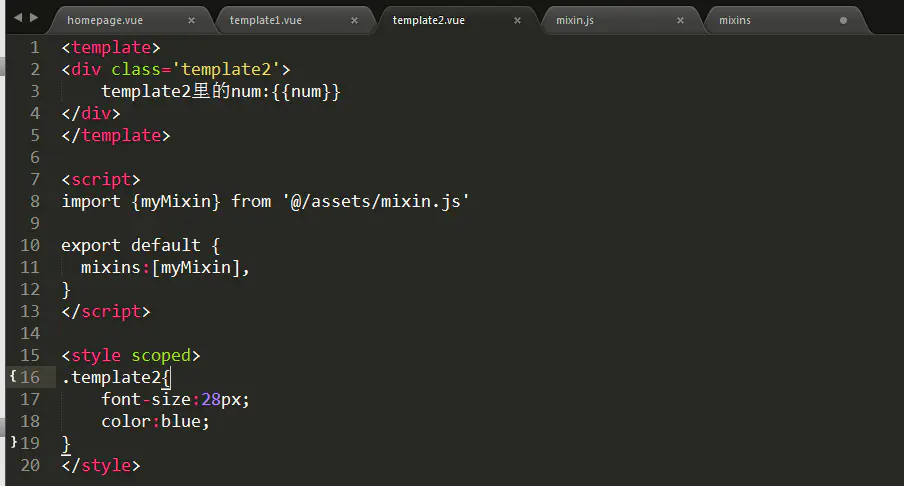 homepage.vue × template1.vue × template2.vue × mixin.js × mixins
1 <template>
2 <div class='template2'>
3     template2里的num:{{num}}
4 </div>
5 </template>
6
7 <script>
8 import {myMixin} from '@/assets/mixin.js'
9
10 export default {
11   mixins:[myMixin],
12 }
13 </script>
14
15 <style scoped>
{16 .template2{
17     font-size:28px;
18     color:blue;
}19 }
20 </style>